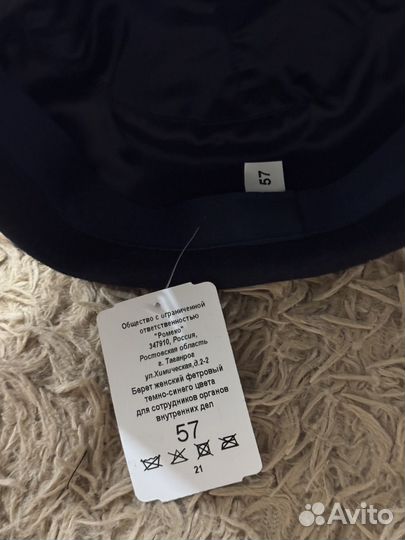 57
Общество с ограниченной
ответственностью
"Ромеко"
347910, Россия,
Ростовская область
г. Таганрог
ул.Химическая,д.2-2
Берет женский фетровый
темно-синего цвета
для сотрудников органов
внутренних дел
57
21
Avito